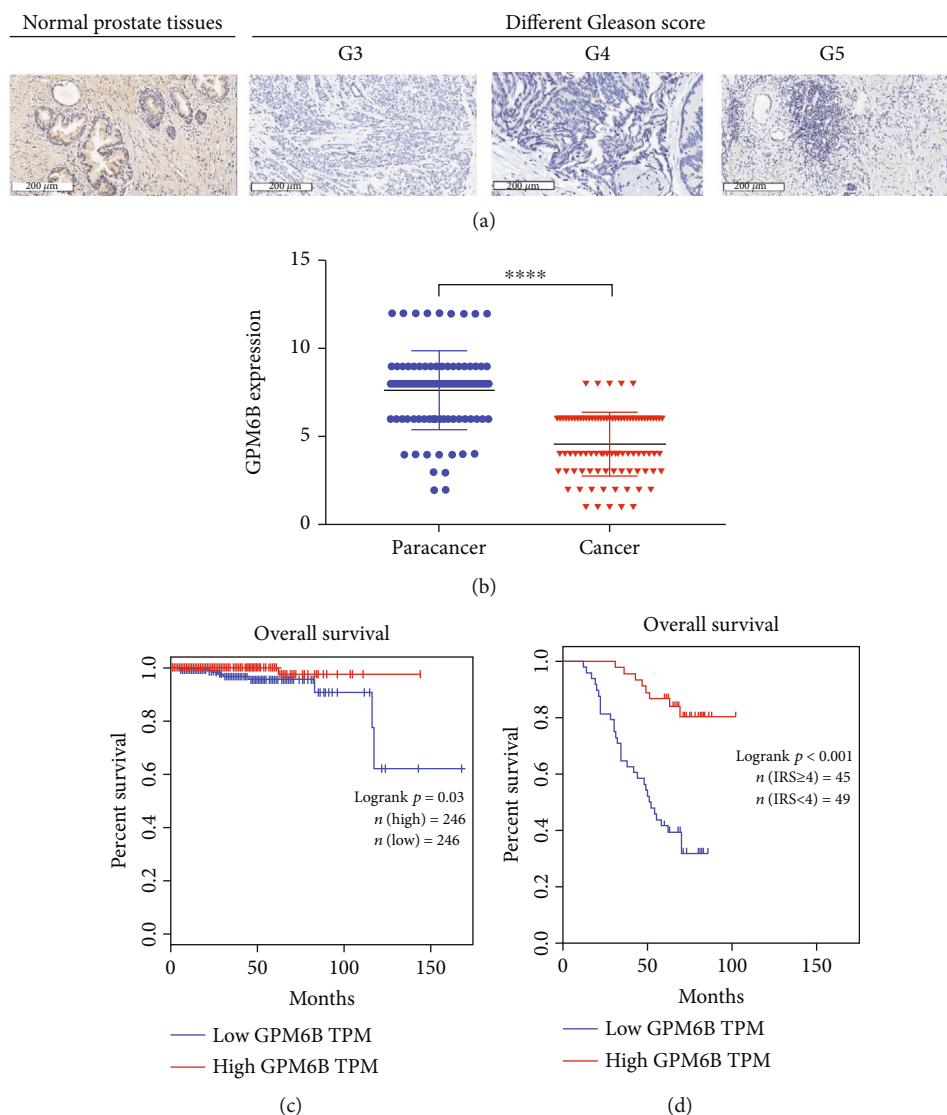 Normal prostate tissues
Different Gleason score
G3
G4
G5
200 μm
200 μm
200 μm
200 μm
(a)
15
10
5
0
GPM6B expression
****
Paracancer
Cancer
(b)
Overall survival
1.0
0.8
0.6
0.4
0.2
0.0
Percent survival
Logrank p = 0.03
n (high) = 246
n (low) = 246
0
50
100
150
Months
Low GPM6B TPM
High GPM6B TPM
(c)
Overall survival
1.0
0.8
0.6
0.4
0.2
0.0
Percent survival
Logrank p < 0.001
n (IRS≥4) = 45
n (IRS<4) = 49
0
50
100
150
Months
Low GPM6B TPM
High GPM6B TPM
(d)